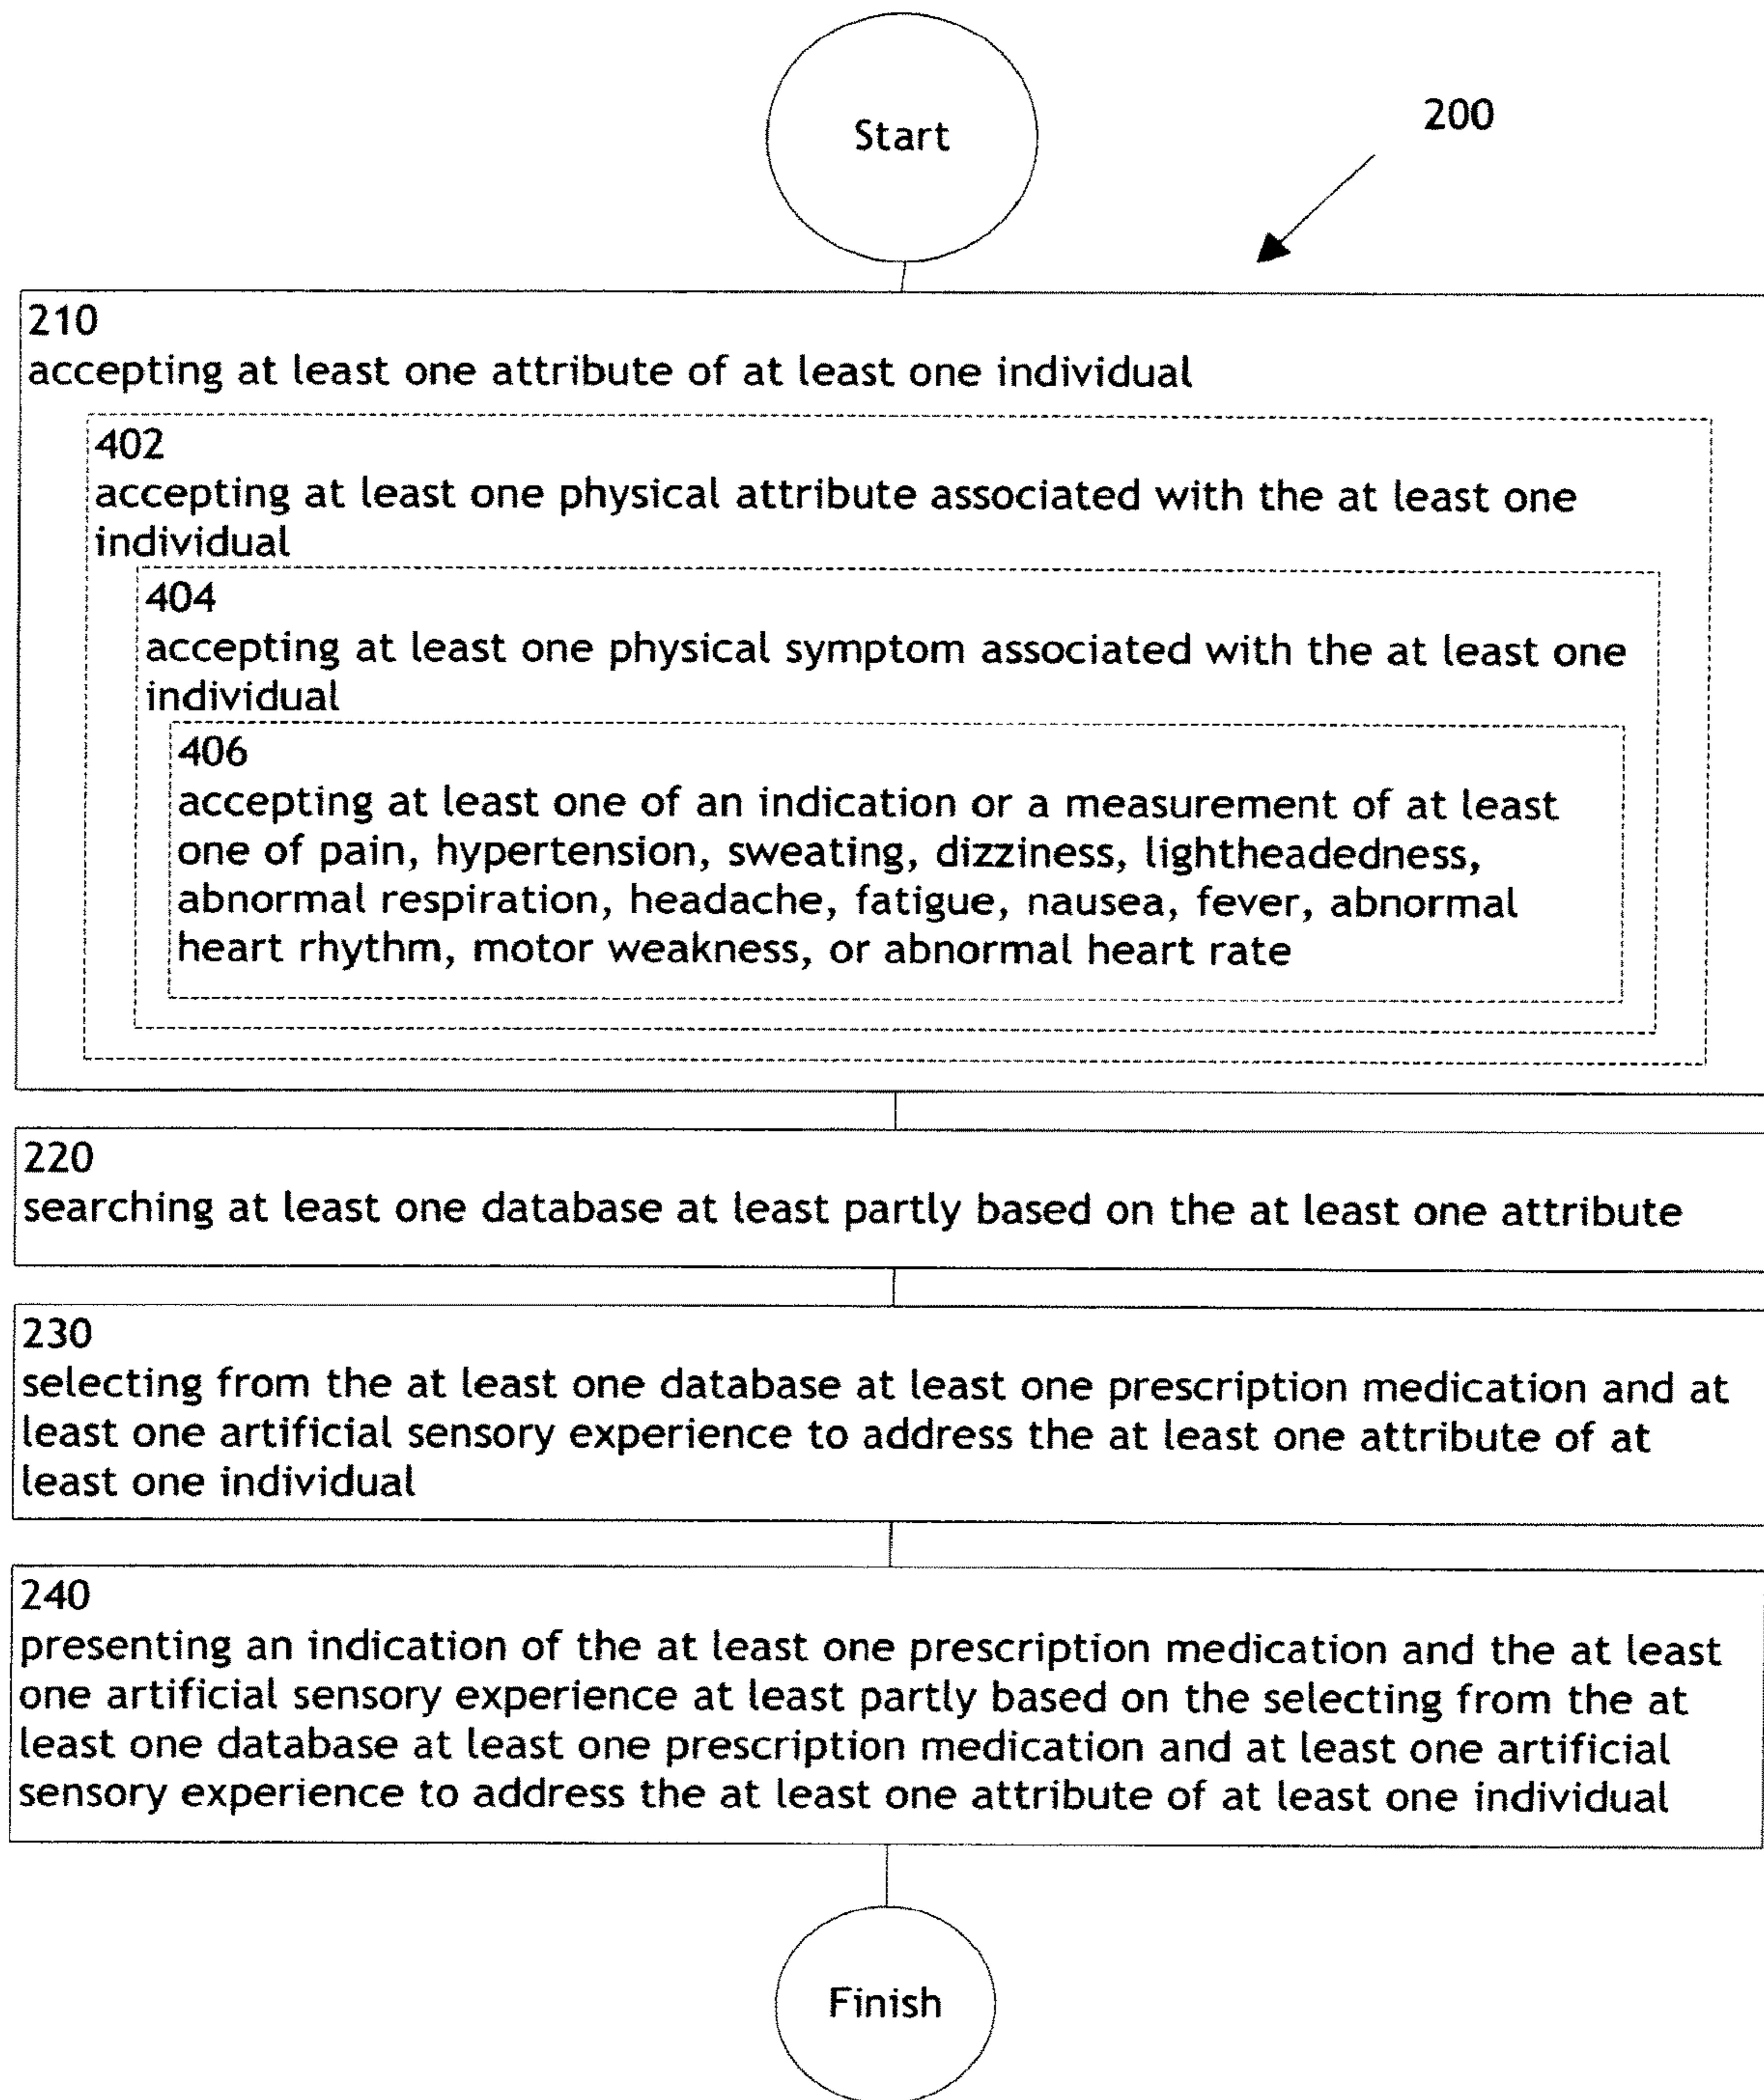 Start
200
210
accepting at least one attribute of at least one individual
402
accepting at least one physical attribute associated with the at least one
individual
404
accepting at least one physical symptom associated with the at least one
individual
406
accepting at least one of an indication or a measurement of at least
one of pain, hypertension, sweating, dizziness, lightheadedness,
abnormal respiration, headache, fatigue, nausea, fever, abnormal
heart rhythm, motor weakness, or abnormal heart rate
220
searching at least one database at least partly based on the at least one attribute
230
selecting from the at least one database at least one prescription medication and at
least one artificial sensory experience to address the at least one attribute of at
least one individual
240
presenting an indication of the at least one prescription medication and the at least
one artificial sensory experience at least partly based on the selecting from the at
least one database at least one prescription medication and at least one artificial
sensory experience to address the at least one attribute of at least one individual
Finish